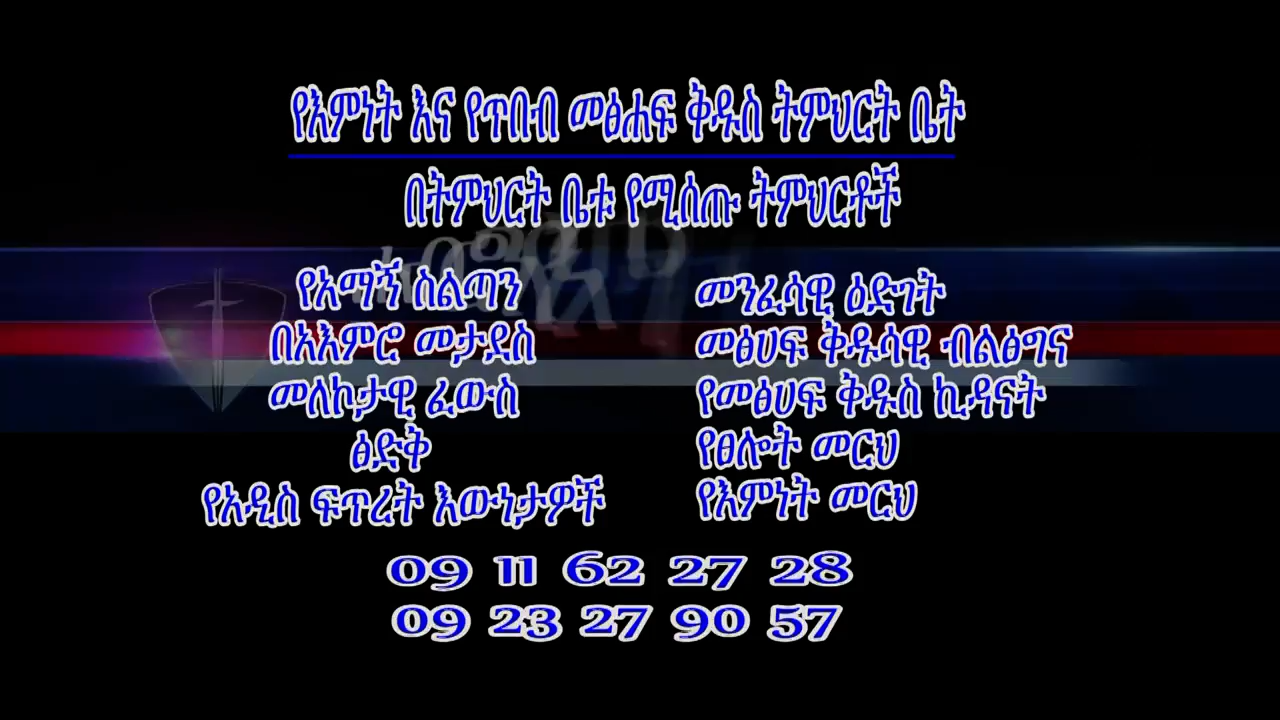 የእምነት እና የጥበብ መፅሐፍ ቅዱስ ትምህርት ቤት
በትምህርት ቤቱ የሚሰጡ ትምህርቶች
የአማኝ ስልጣን
በአእምሮ መታደስ
መለኮታዊ ፈውስ
ፅድቅ
የአዲስ ፍጥረት እውነታዎች
መንፈሳዊ ዕድገት
መፅሀፍ ቅዱሳዊ ብልፅግና
የመፅሀፍ ቅዱስ ኪዳናት
የፀሎት መርህ
የእምነት መርህ
09 11 62 27 28
09 23 27 90 57